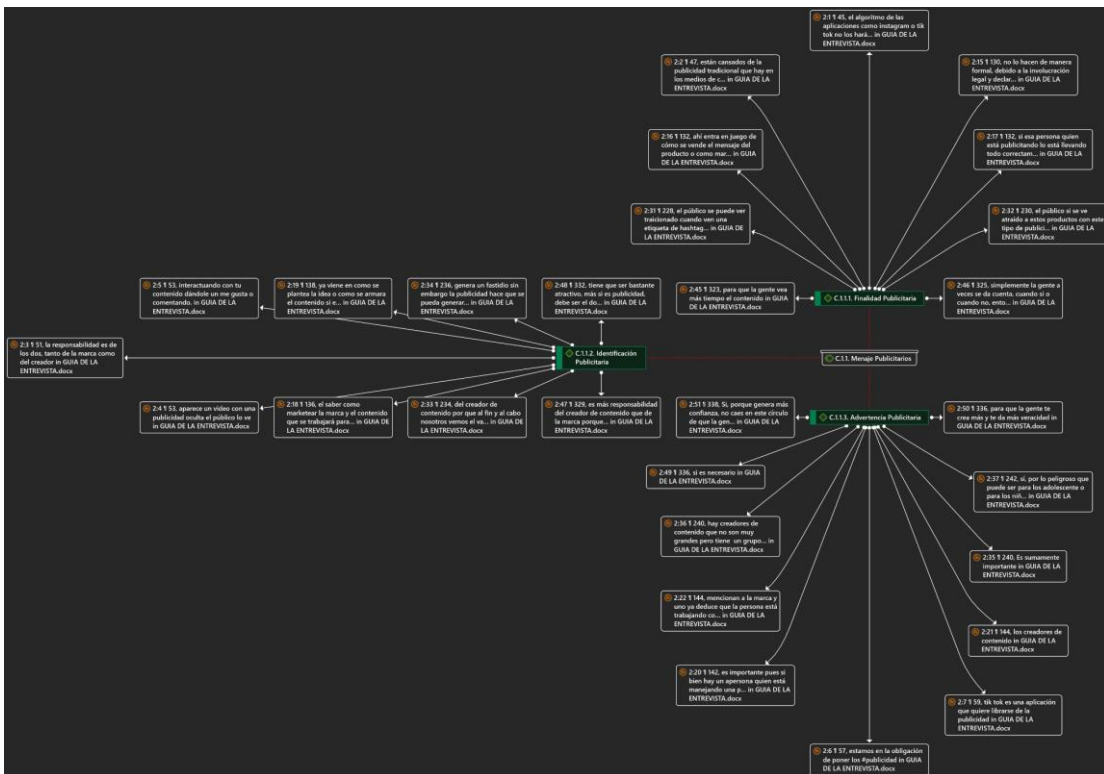 2:1 ¶ 45, el algoritmo de las
aplicaciones como instagram o tik
tok no los hará... in GUIA DE LA
ENTREVISTA.docx
2:2 ¶ 47, están cansados de la
publicidad tradicional que hay en
los medios de c... in GUIA DE LA
ENTREVISTA.docx
2:15 ¶ 130, no lo hacen de manera
formal, debido a la involucración
legal y declar... in GUIA DE LA
ENTREVISTA.docx
2:16 ¶ 132, ahí entra en juego de
cómo se vende el mensaje del
producto o como mar... in GUIA
DE LA ENTREVISTA.docx
2:17 ¶ 132, si esa persona quien
está publicitando lo está llevando
todo correctam... in GUIA DE LA
ENTREVISTA.docx
2:31 ¶ 228, el público se puede ver
traicionado cuando ven una
etiqueta de hashtag... in GUIA DE
LA ENTREVISTA.docx
2:32 ¶ 230, el público si se ve
atraído a estos productos con este
tipo de publici... in GUIA DE LA
ENTREVISTA.docx
2:45 ¶ 323, para que la gente vea
más tiempo el contenido in GUIA
DE LA ENTREVISTA.docx
C.1.1.1. Finalidad Publicitaria
2:46 ¶ 325, simplemente la gente a
veces se da cuenta, cuando si o
cuando no, ento... in GUIA DE LA
ENTREVISTA.docx
2:5 ¶ 53, interactuando con tu
contenido dándole un me gusta o
comentando. in GUIA DE LA
ENTREVISTA.docx
2:19 ¶ 138, ya viene en como se
plantea la idea o como se armara
el contenido si e... in GUIA DE LA
ENTREVISTA.docx
2:34 ¶ 236, genera un fastidio sin
embargo la publicidad hace que se
pueda generar... in GUIA DE LA
ENTREVISTA.docx
2:48 ¶ 332, tiene que ser bastante
atractivo, más si es publicidad,
debe ser el do... in GUIA DE LA
ENTREVISTA.docx
2:3 ¶ 51, la responsabilidad es de
los dos, tanto de la marca como
del creador in GUIA DE LA
ENTREVISTA.docx
C.1.1.2. Identificación
Publicitaria
C.1.1. Menaje Publicitarios
2:4 ¶ 53, aparece un video con una
publicidad oculta el público lo ve
in GUIA DE LA ENTREVISTA.docx
2:18 ¶ 136, el saber como
marketear la marca y el contenido
que se trabajará para... in GUIA DE
LA ENTREVISTA.docx
2:33 ¶ 234, del creador de
contenido por que al fin y al cabo
nosotros vemos el va... in GUIA DE
LA ENTREVISTA.docx
2:47 ¶ 329, es más responsabilidad
del creador de contenido que de
la marca porque... in GUIA DE LA
ENTREVISTA.docx
2:51 ¶ 338, Si, porque genera más
confianza, no caes en este círculo
de que la gen... in GUIA DE LA
ENTREVISTA.docx
C.1.1.3. Advertencia Publicitaria
2:50 ¶ 336, para que la gente te
crea más y te da más veracidad in
GUIA DE LA ENTREVISTA.docx
2:49 ¶ 336, si es necesario in GUIA
DE LA ENTREVISTA.docx
2:37 ¶ 242, sí, por lo peligroso que
puede ser para los adolescente o
para los niñ... in GUIA DE LA
ENTREVISTA.docx
2:36 ¶ 240, hay creadores de
contenido que no son muy
grandes pero tiene un grupo... in
GUIA DE LA ENTREVISTA.docx
2:35 ¶ 240, Es sumamente
importante in GUIA DE LA
ENTREVISTA.docx
2:22 ¶ 144, mencionan a la marca y
uno ya deduce que la persona está
trabajando co... in GUIA DE LA
ENTREVISTA.docx
2:21 ¶ 144, los creadores de
contenido in GUIA DE LA
ENTREVISTA.docx
2:20 ¶ 142, es importante pues si
bien hay un apersona quien está
manejando una p... in GUIA DE LA
ENTREVISTA.docx
2:7 ¶ 59, tik tok es una aplicación
que quiere librarse de la
publicidad in GUIA DE LA
ENTREVISTA.docx
2:6 ¶ 57, estamos en la obligación
de poner los #publicidad in GUIA
DE LA ENTREVISTA.docx